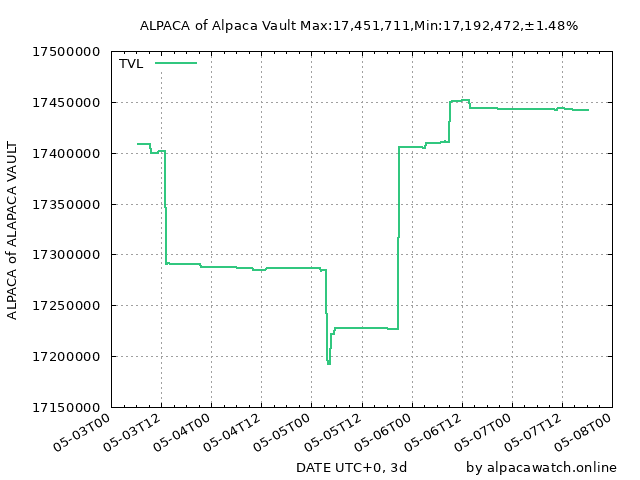 ALPACA of Alpaca Vault Max:17,451,711,Min:17,192,472,±1.48%
TVL
ALPACA of ALAPACA VAULT
17500000
17450000
17400000
17350000
17300000
17250000
17200000
17150000
05-03T00
05-03T12
05-04T00
05-04T12
05-05T00
05-05T12
05-06T00
05-06T12
05-07T00
05-07T12
05-08T00
DATE UTC+0, 3d
by alpacawatch.online